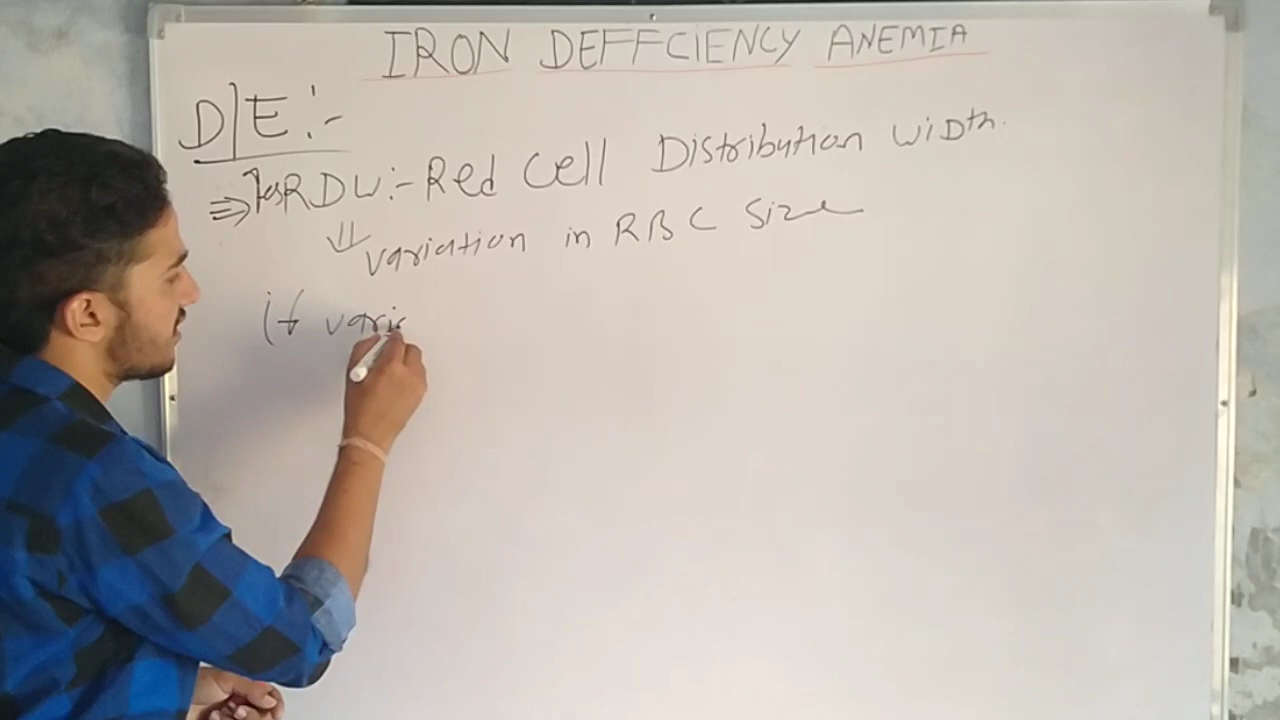 IRON DEFFCIENCY ANEMIA
D/E:-
RDW:- Red Cell Distribution WiDth.
variation in RBC Size
if vari